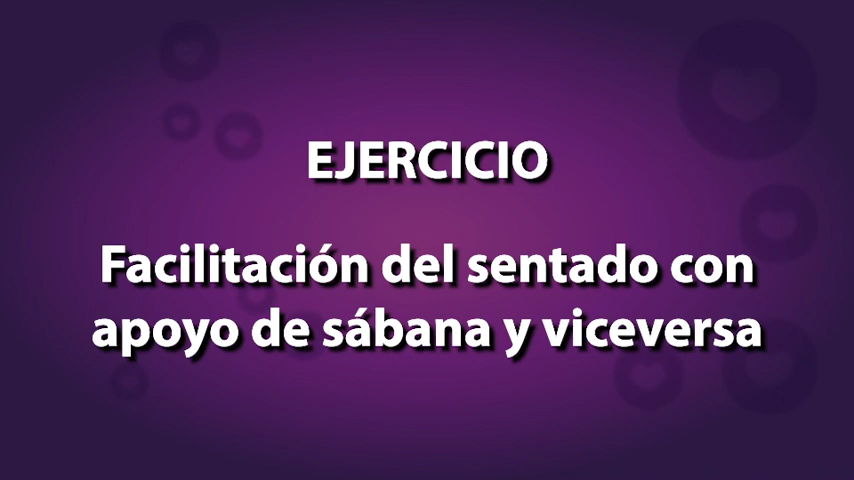 EJERCICIO
Facilitación del sentado con
apoyo de sábana y viceversa